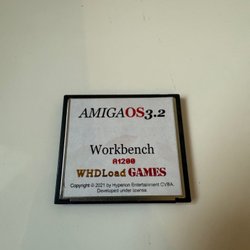 AMIGAOS3.2
Workbench
A1200
WHDLoad GAMES
Copyright © 2021 by Hyperion Entertainment CVBA.
Developed under license.